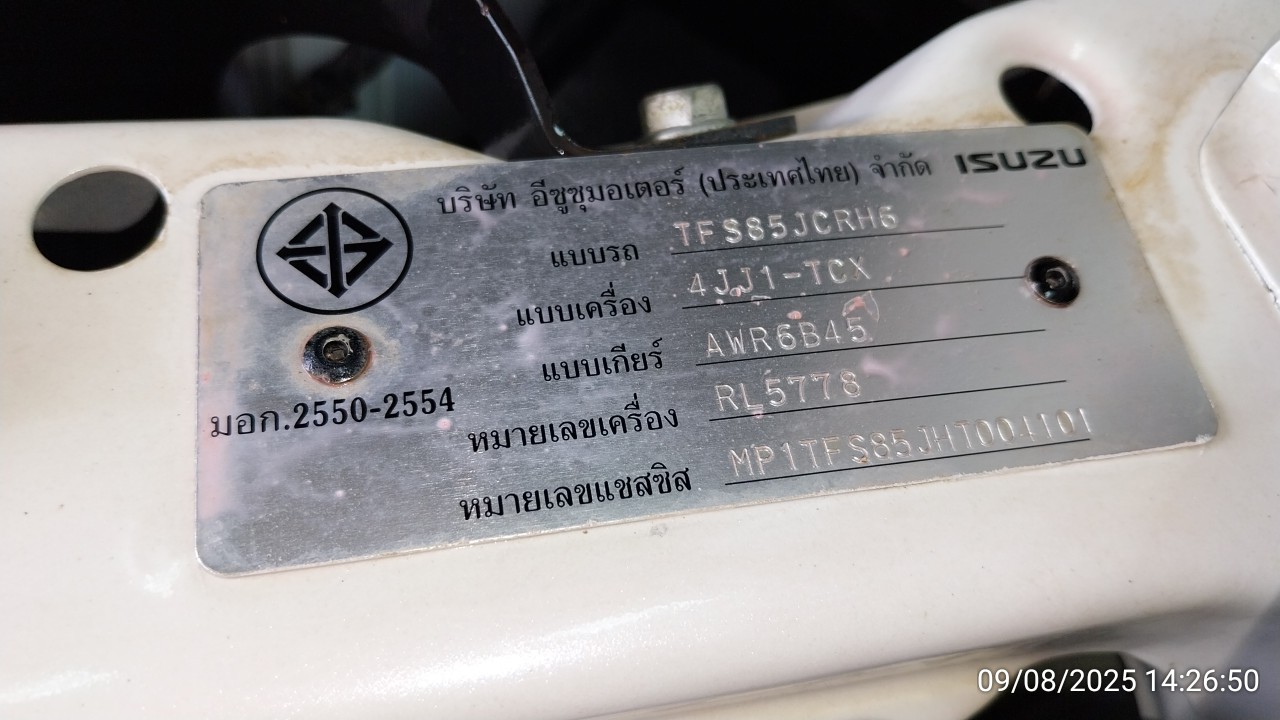 บริษัท อีซูซุมอเตอร์ (ประเทศไทย) จำกัด ISUZU
แบบรถ TFS85JCRH6
แบบเครื่อง 4JJ1-TCX
แบบเกียร์ AWR6B45
มอก.2550-2554
หมายเลขเครื่อง RL5778
หมายเลขแชสซิส MP1TFS85JHT001101
09/08/2025 14:26:50